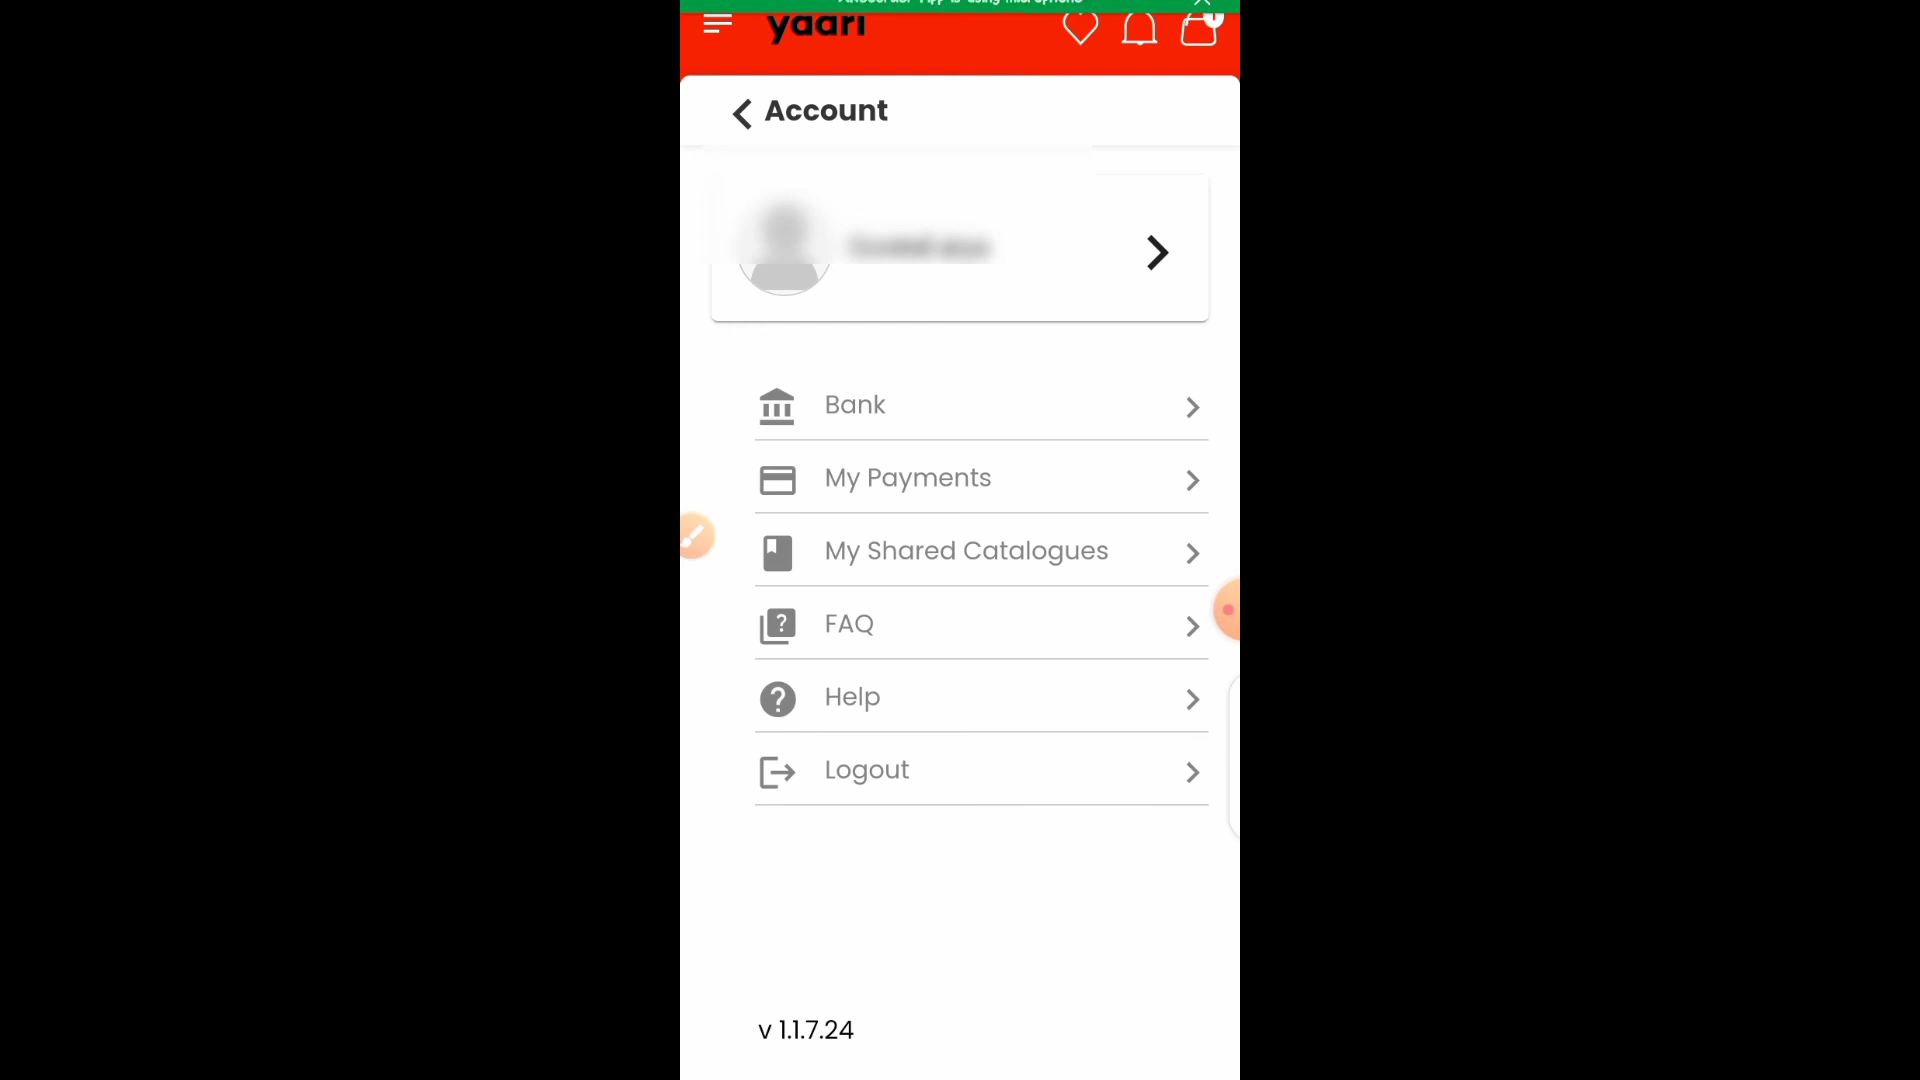 yaari
Account
Bank
My Payments
My Shared Catalogues
FAQ
Help
Logout
v 1.1.7.24